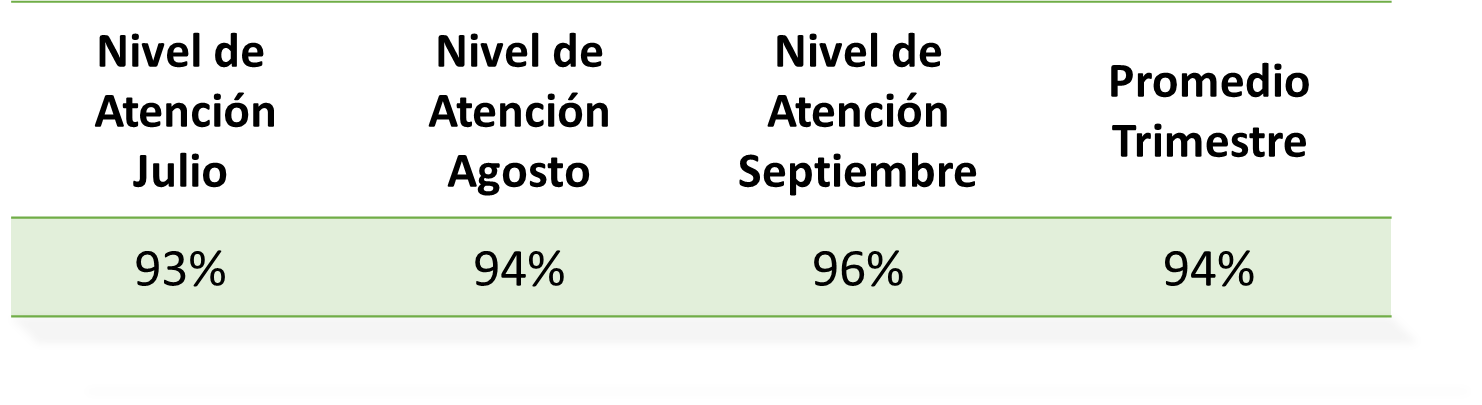 Nivel de
Atención
Julio
Nivel de
Atención
Agosto
Nivel de
Atención
Septiembre
Promedio
Trimestre
93%
94%
96%
94%